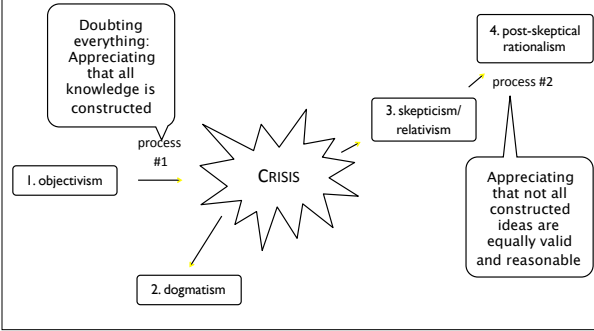 Doubting
everything:
Appreciating
that all
knowledge is
constructed
process
#1
1. objectivism
CRISIS
2. dogmatism
3. skepticism/
relativism
4. post-skeptical
rationalism
process #2
Appreciating
that not all
constructed
ideas are
equally valid
and reasonable